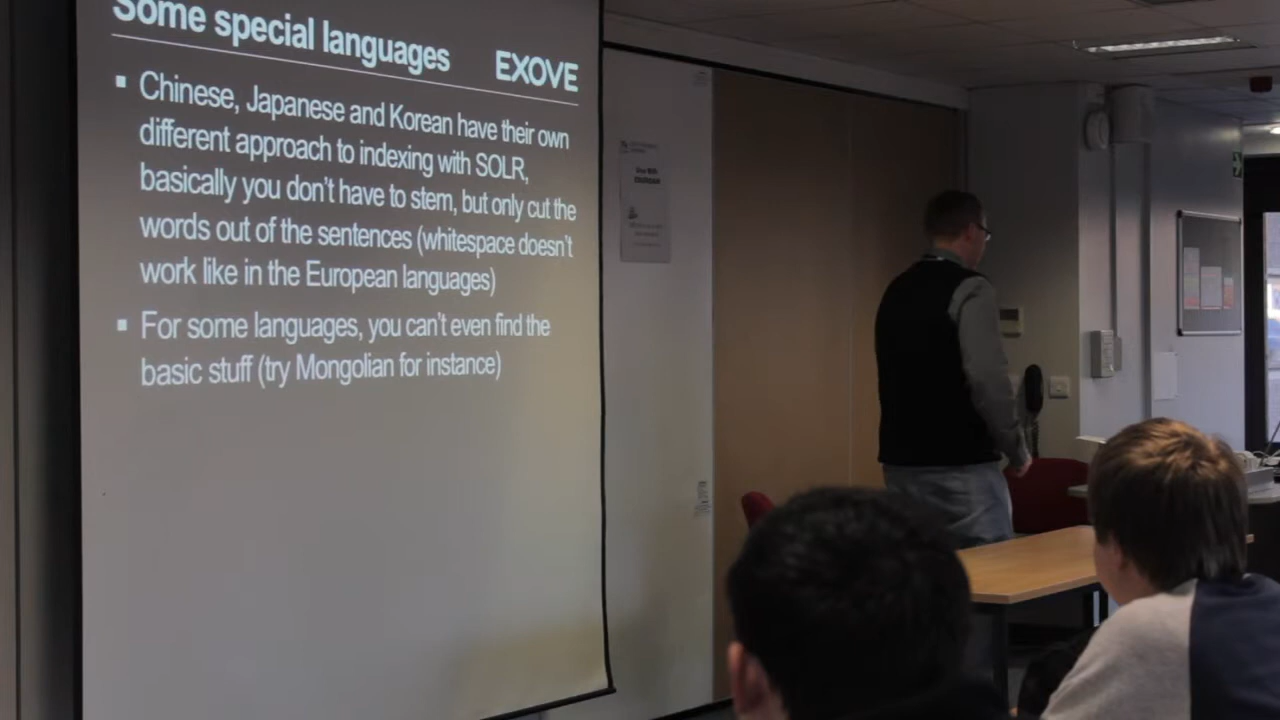 Some special languages
EXOVE
▪ Chinese, Japanese and Korean have their own
different approach to indexing with SOLR,
basically you don't have to stem, but only cut the
words out of the sentences (whitespace doesn't
work like in the European languages)
▪ For some languages, you can't even find the
basic stuff (try Mongolian for instance)